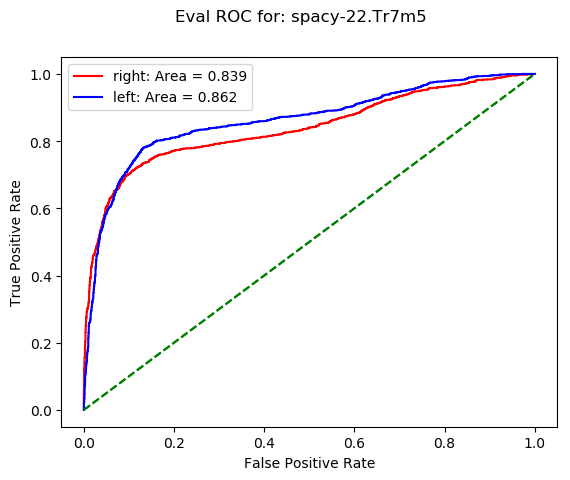 Eval ROC for: spacy-22.Tr7m5
right: Area = 0.839
left: Area = 0.862
True Positive Rate
1.0
0.8
0.6
0.4
0.2
0.0
0.0 0.2 0.4 0.6 0.8 1.0
False Positive Rate